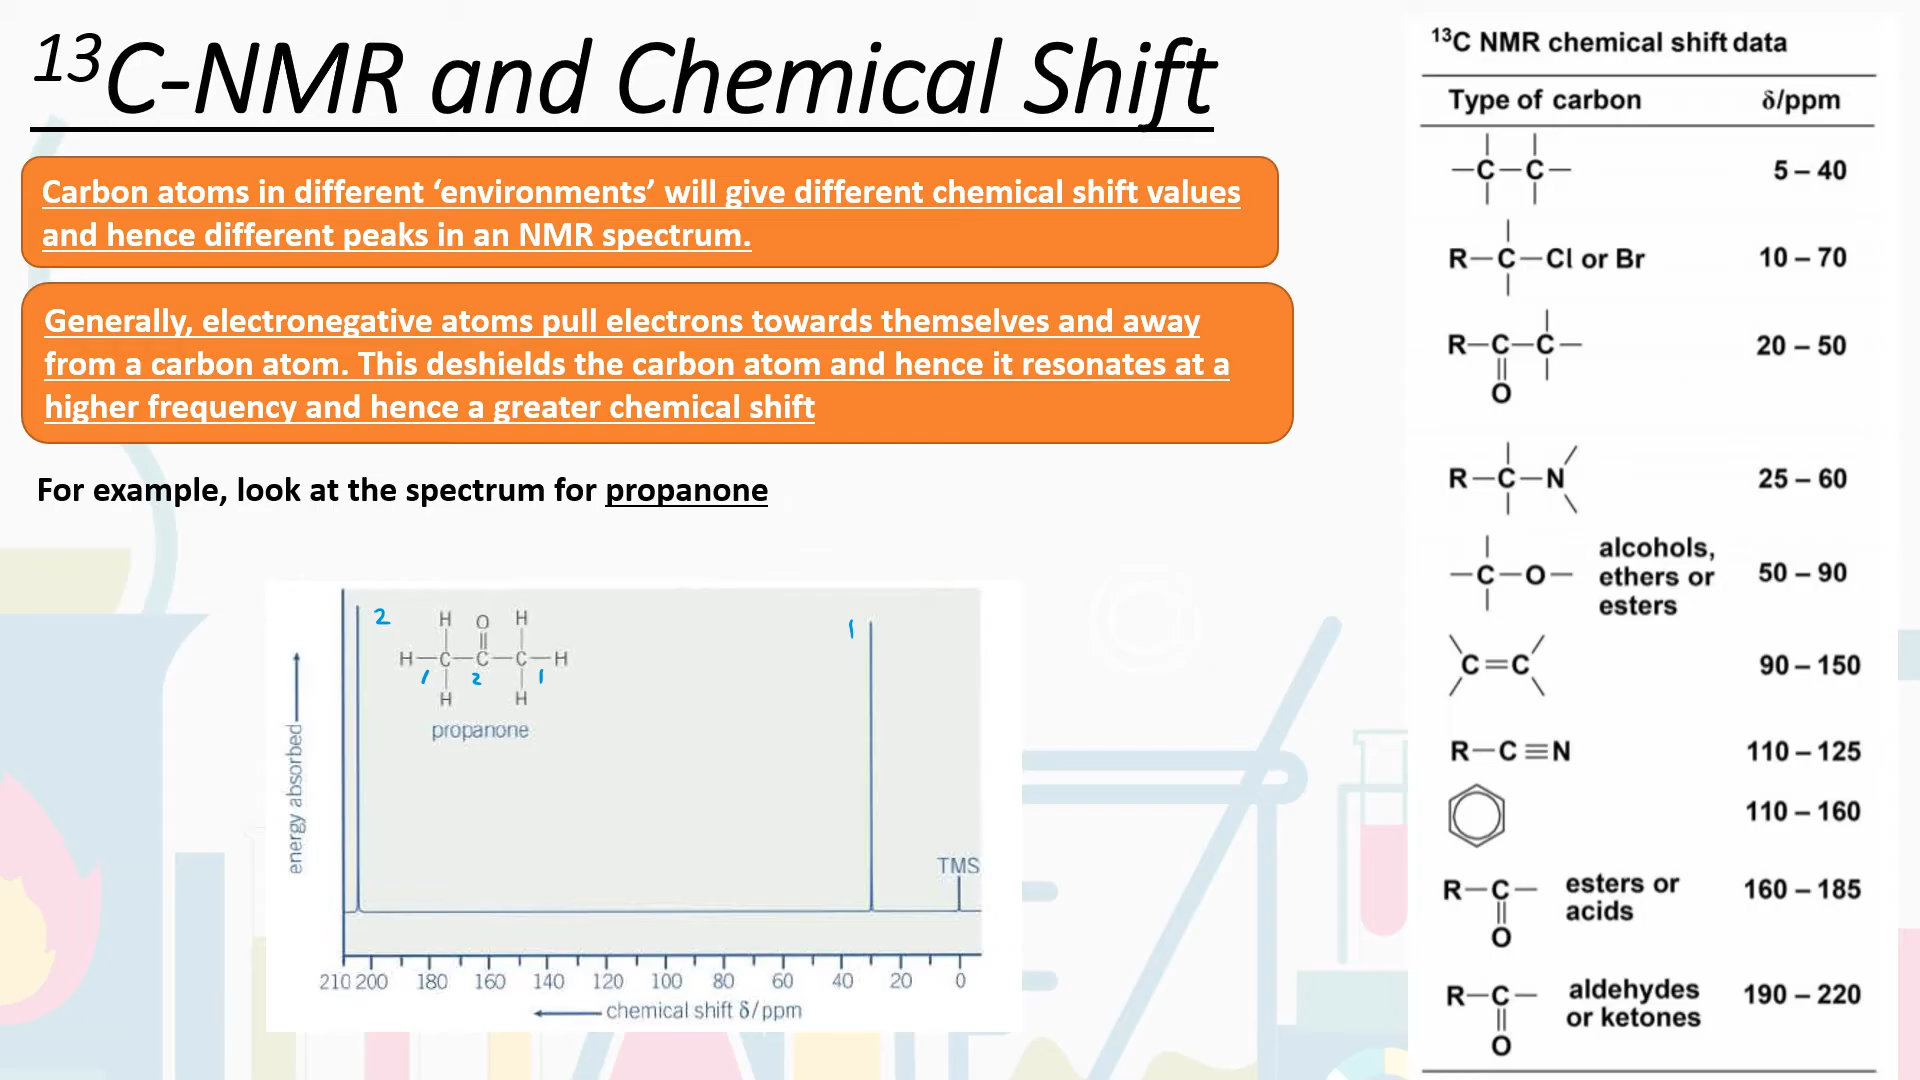 ¹³C-NMR and Chemical Shift
Carbon atoms in different ‘environments’ will give different chemical shift values
and hence different peaks in an NMR spectrum.
Generally, electronegative atoms pull electrons towards themselves and away
from a carbon atom. This deshields the carbon atom and hence it resonates at a
higher frequency and hence a greater chemical shift
For example, look at the spectrum for propanone
2
1
H O H
H—C—C—C—H
1 2 1
H H
propanone
energy absorbed
TMS
210 200 180 160 140 120 100 80 60 40 20 0
chemical shift δ/ppm
¹³C NMR chemical shift data
Type of carbon δ/ppm
—C—C— 5 – 40
R—C—Cl or Br 10 – 70
R—C—C— 20 – 50
O
R—C—N 25 – 60
—C—O— alcohols, ethers or esters 50 – 90
C=C 90 – 150
R—C≡N 110 – 125
110 – 160
R—C— esters or acids 160 – 185
O
R—C— aldehydes or ketones 190 – 220
O